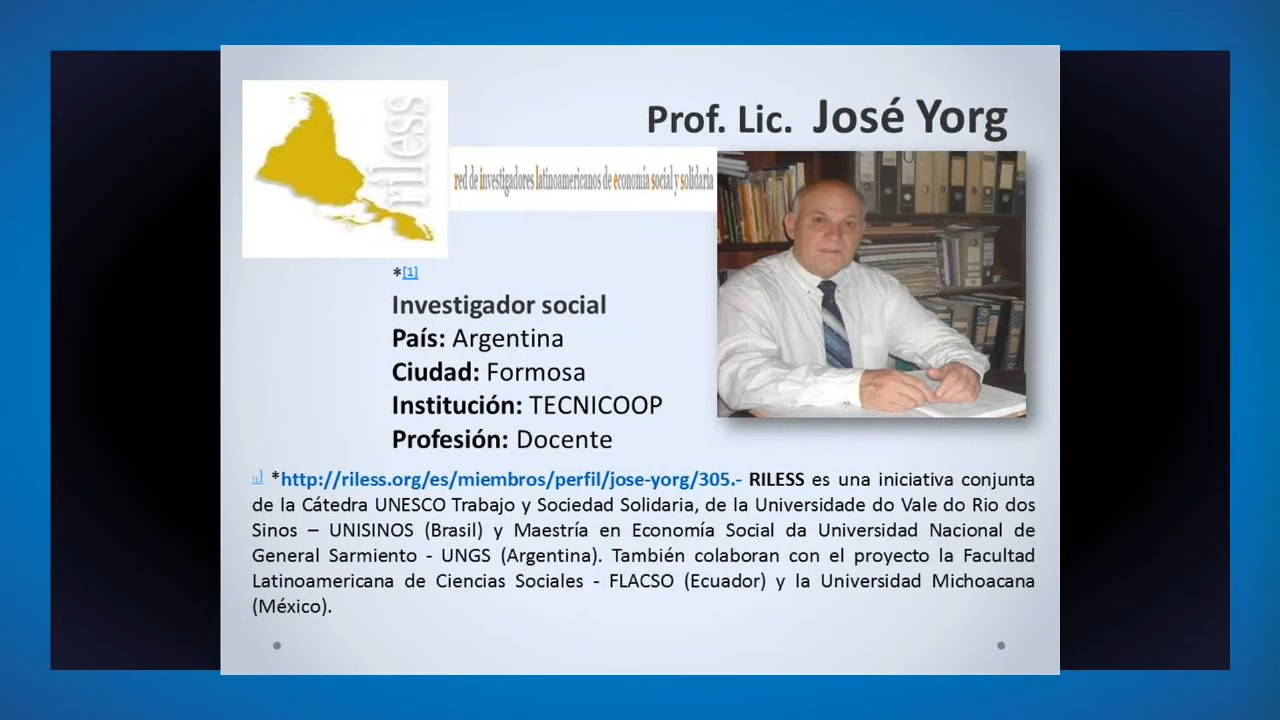 riless
Prof. Lic. José Yorg
red de investigadores latinoamericanos de economía social y solidaria
*[1]
Investigador social
País: Argentina
Ciudad: Formosa
Institución: TECNICOOP
Profesión: Docente
[1] *http://riless.org/es/miembros/perfil/jose-yorg/305.- RILESS es una iniciativa conjunta
de la Cátedra UNESCO Trabajo y Sociedad Solidaria, de la Universidade do Vale do Rio dos
Sinos – UNISINOS (Brasil) y Maestría en Economía Social da Universidad Nacional de
General Sarmiento - UNGS (Argentina). También colaboran con el proyecto la Facultad
Latinoamericana de Ciencias Sociales - FLACSO (Ecuador) y la Universidad Michoacana
(México).